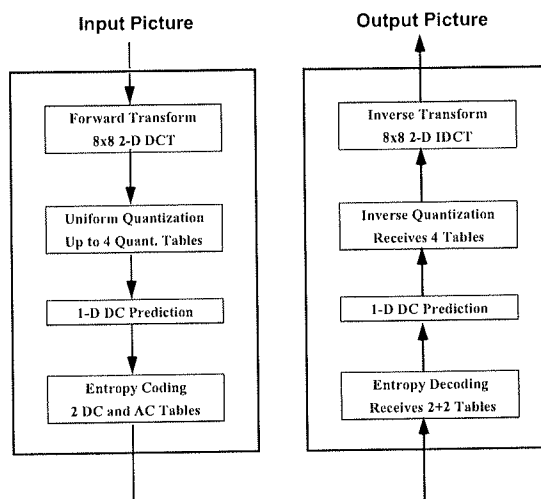 Input Picture
Forward Transform
8x8 2-D DCT
Uniform Quantization
Up to 4 Quant. Tables
1-D DC Prediction
Entropy Coding
2 DC and AC Tables
Output Picture
Inverse Transform
8x8 2-D IDCT
Inverse Quantization
Receives 4 Tables
1-D DC Prediction
Entropy Decoding
Receives 2+2 Tables